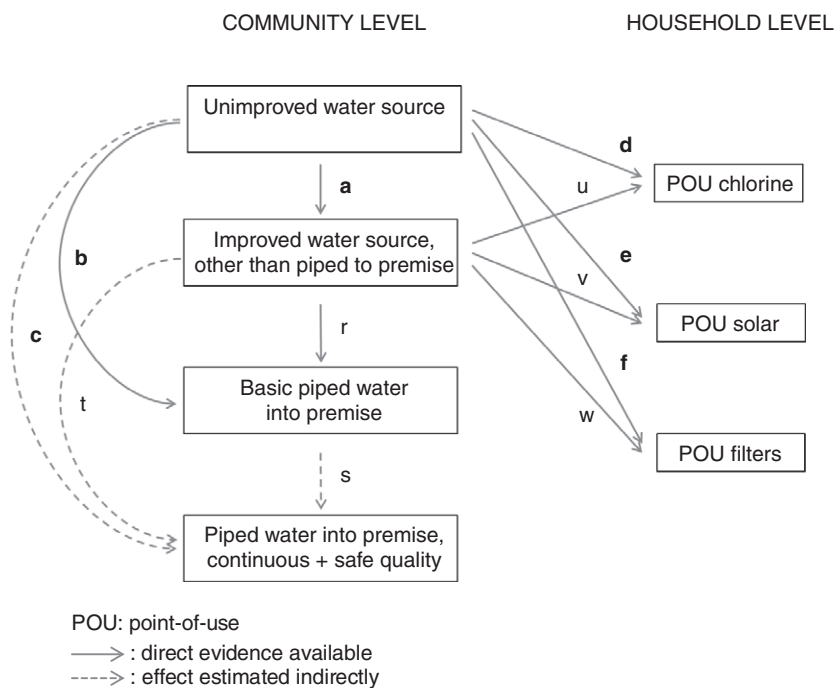 COMMUNITY LEVEL
HOUSEHOLD LEVEL
Unimproved water source
a
Improved water source,
other than piped to premise
b
c
t
r
Basic piped water
into premise
s
Piped water into premise,
continuous + safe quality
d
u
POU chlorine
e
v
POU solar
f
w
POU filters
POU: point-of-use
: direct evidence available
: effect estimated indirectly